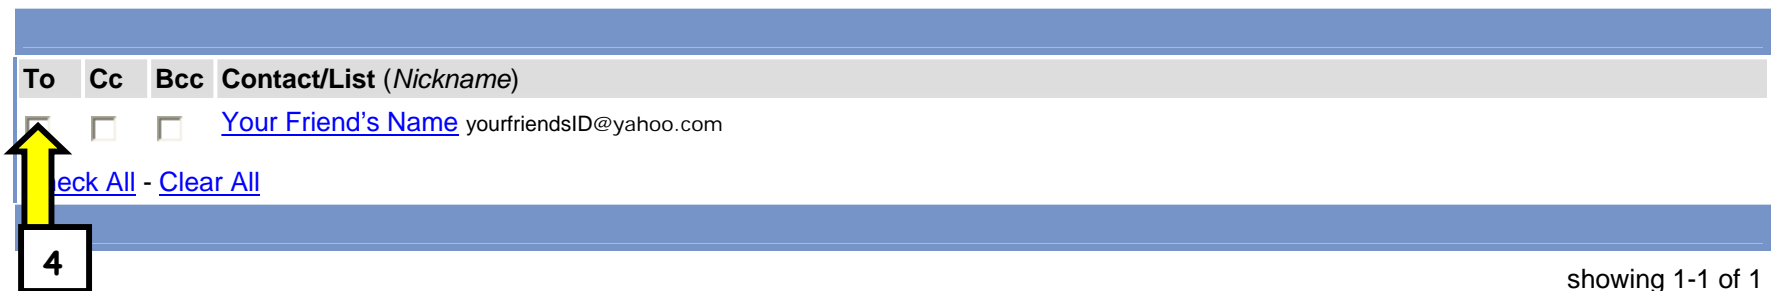 To Cc Bcc Contact/List (Nickname)
Your Friend's Name yourfriendsID@yahoo.com
eck All - Clear All
4
showing 1-1 of 1